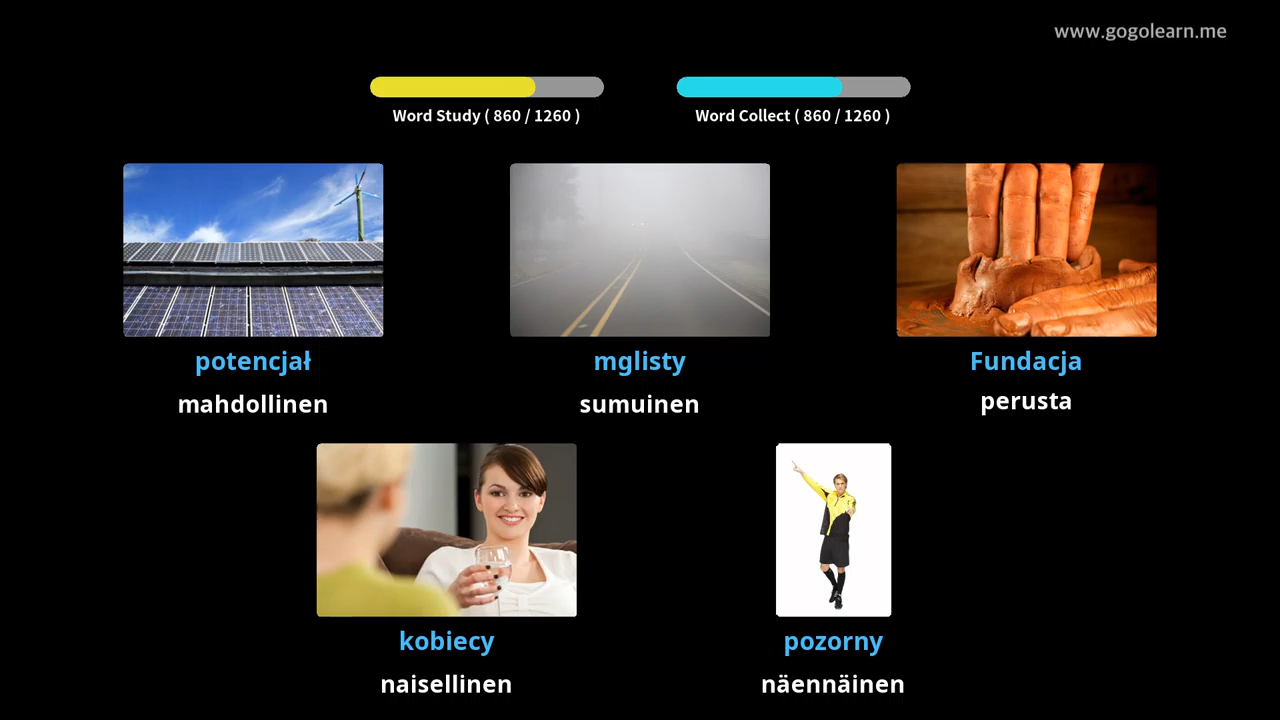 www.gogolearn.me
Word Study ( 860 / 1260 )
Word Collect ( 860 / 1260 )
potencjał
mglisty
Fundacja
mahdollinen
sumuinen
perusta
kobiecy
pozorny
naisellinen
näennäinen